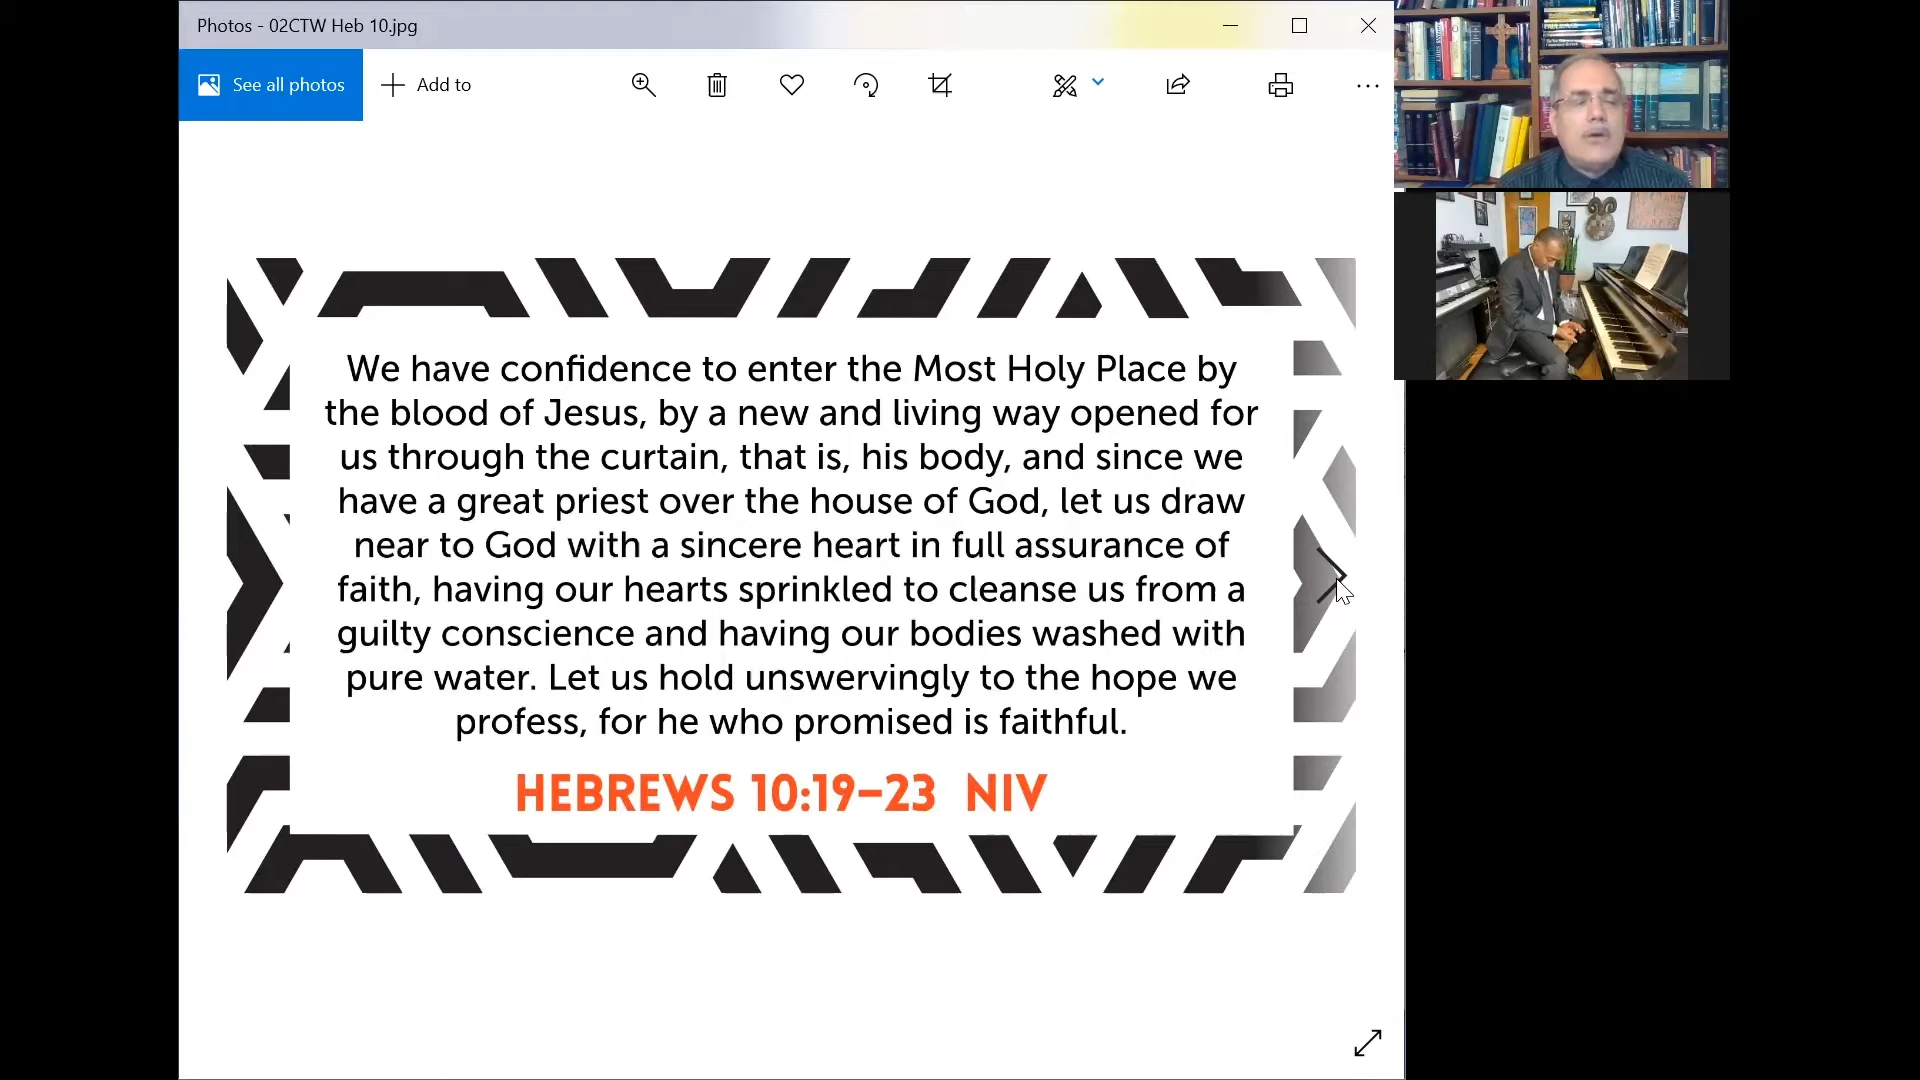 Photos - 02CTW Heb 10.jpg
See all photos
Add to
We have confidence to enter the Most Holy Place by
the blood of Jesus, by a new and living way opened for
us through the curtain, that is, his body, and since we
have a great priest over the house of God, let us draw
near to God with a sincere heart in full assurance of
faith, having our hearts sprinkled to cleanse us from a
guilty conscience and having our bodies washed with
pure water. Let us hold unswervingly to the hope we
profess, for he who promised is faithful.
HEBREWS 10:19–23 NIV